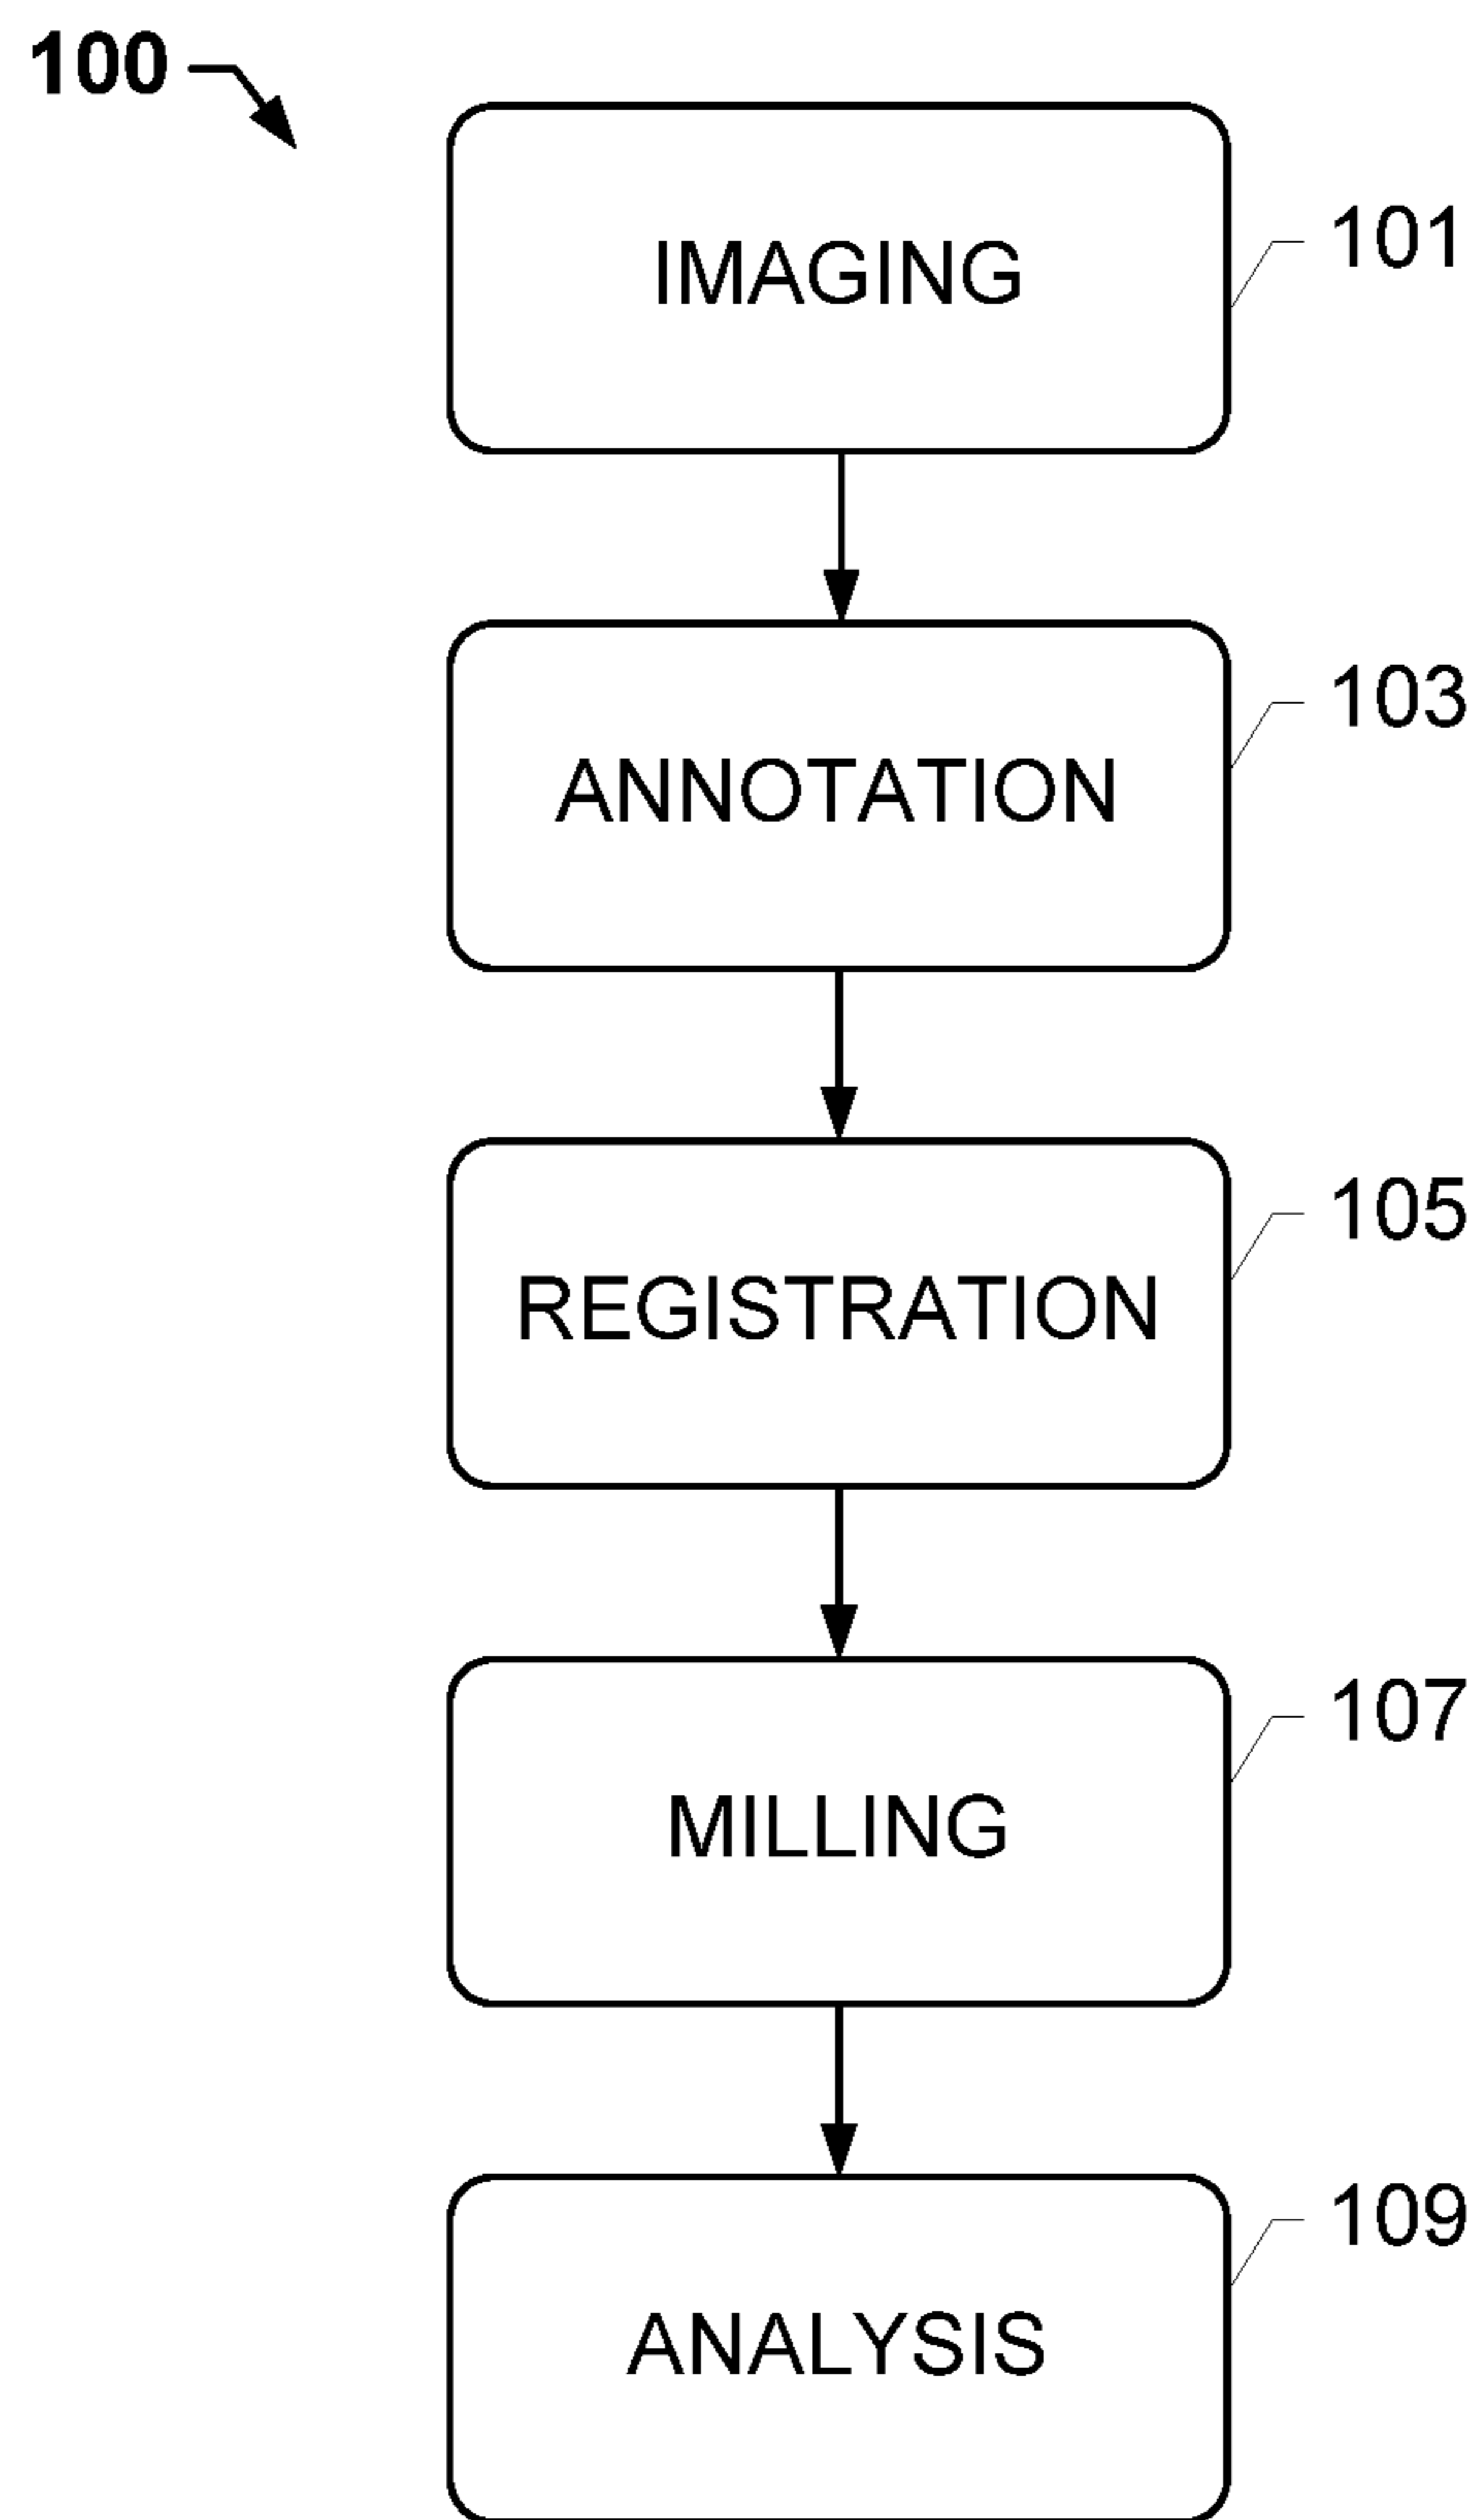 100
IMAGING
101
ANNOTATION
103
REGISTRATION
105
MILLING
107
ANALYSIS
109